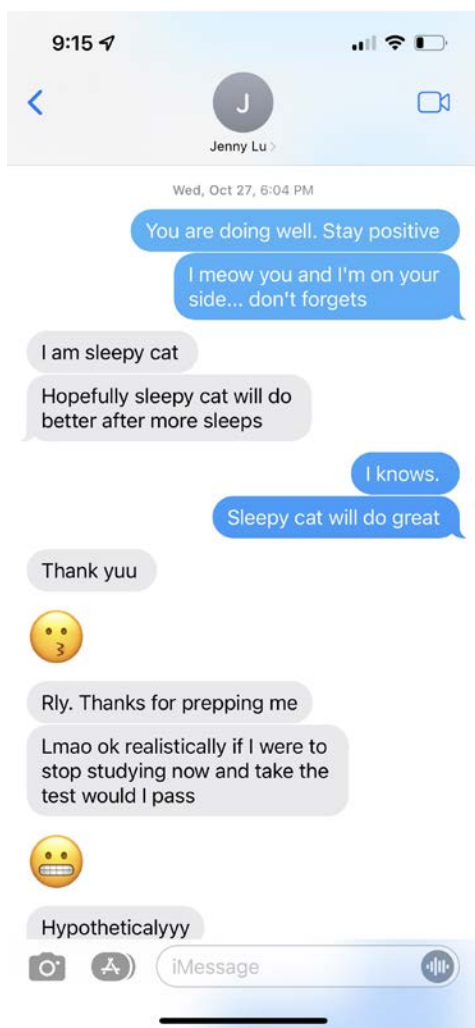 9:15
J
Jenny Lu
Wed, Oct 27, 6:04 PM
You are doing well. Stay positive
I meow you and I'm on your
side... don't forgets
I am sleepy cat
Hopefully sleepy cat will do
better after more sleeps
I knows.
Sleepy cat will do great
Thank yuu
Rly. Thanks for prepping me
Lmao ok realistically if I were to
stop studying now and take the
test would I pass
Hypotheticalyyy
iMessage